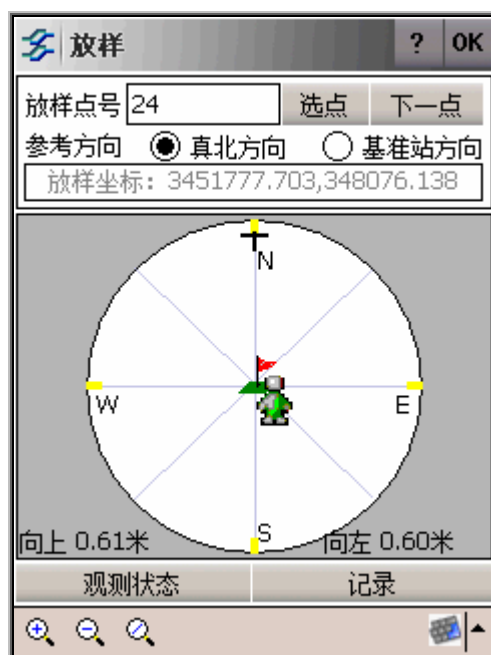 放样 ? OK
放样点号 24 选点 下一点
参考方向 真北方向 基准站方向
放样坐标：3451777.703,348076.138
N
W E
S
向上 0.61米 向左 0.60米
观测状态 记录